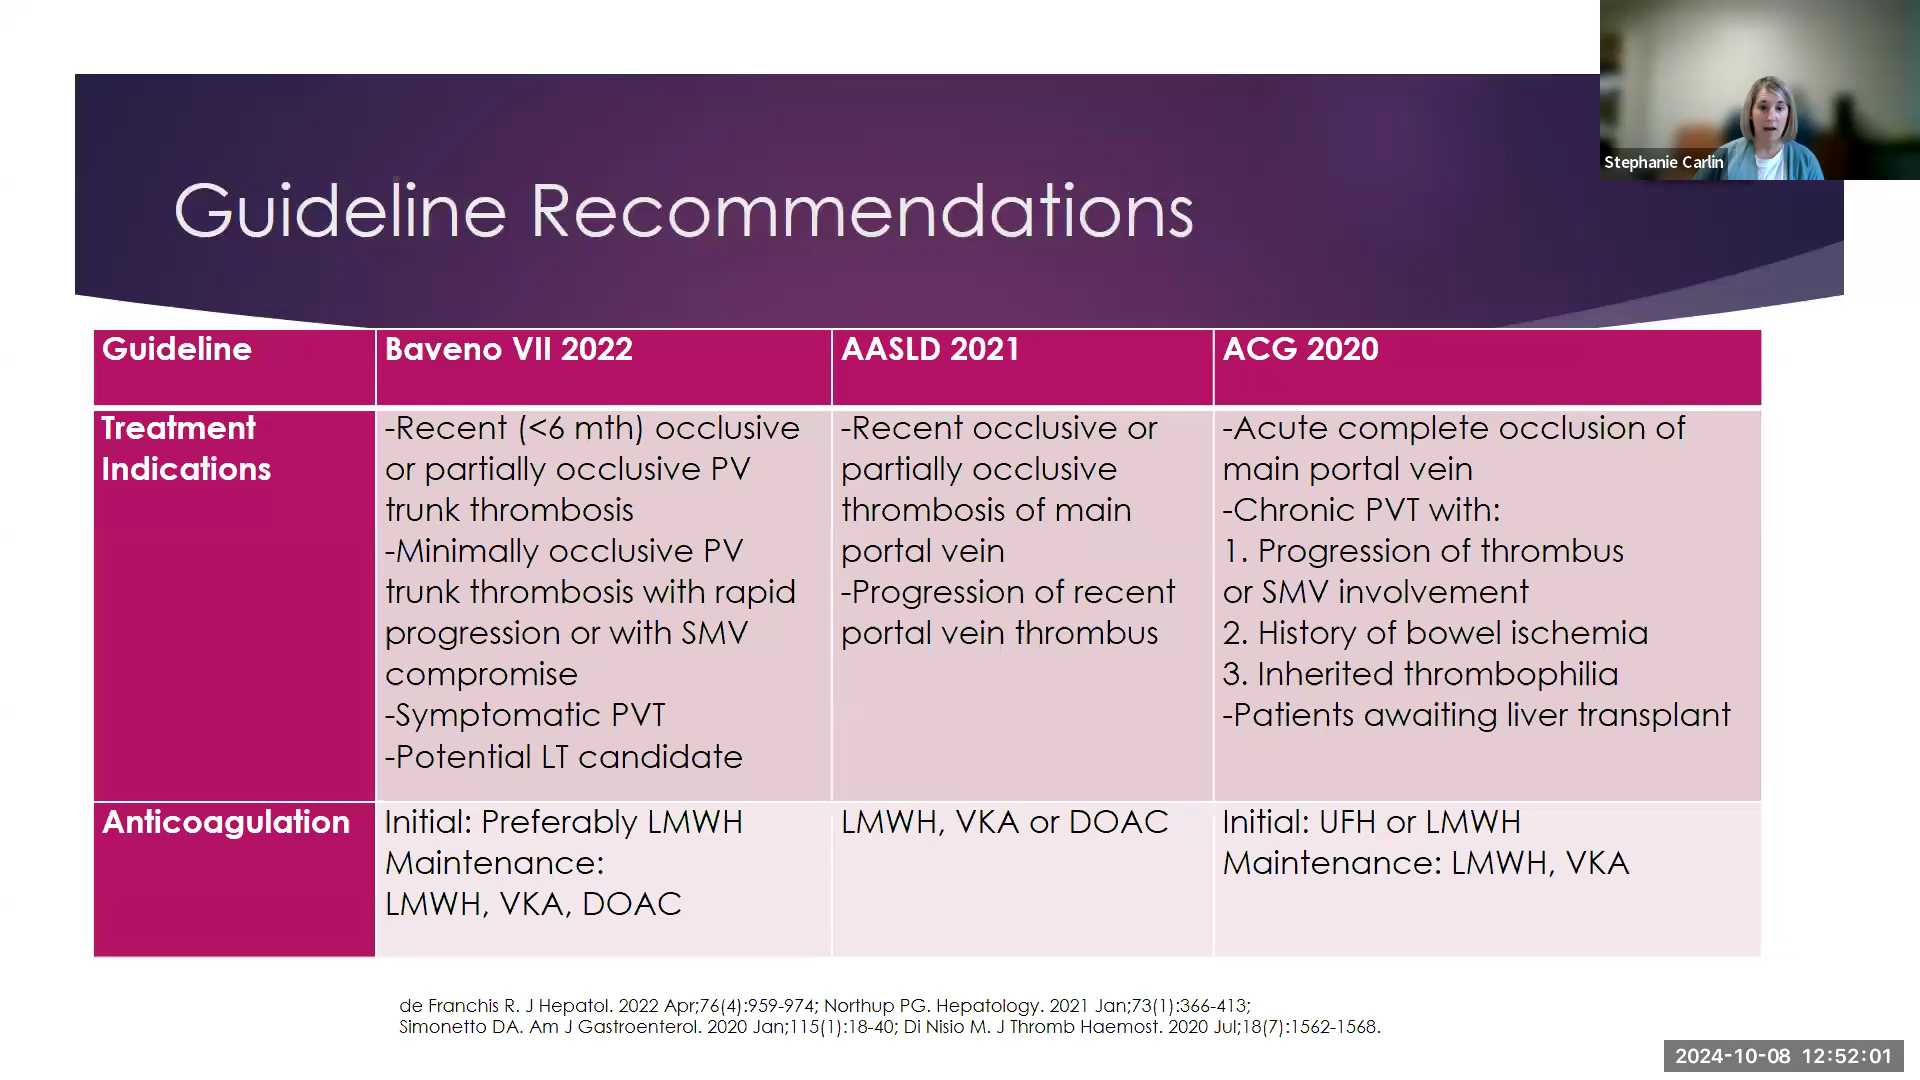 Stephanie Carlin
Guideline Recommendations
Guideline
Baveno VII 2022
AASLD 2021
ACG 2020
Treatment
Indications
-Recent (<6 mth) occlusive
or partially occlusive PV
trunk thrombosis
-Minimally occlusive PV
trunk thrombosis with rapid
progression or with SMV
compromise
-Symptomatic PVT
-Potential LT candidate
-Recent occlusive or
partially occlusive
thrombosis of main
portal vein
-Progression of recent
portal vein thrombus
-Acute complete occlusion of
main portal vein
-Chronic PVT with:
1. Progression of thrombus
or SMV involvement
2. History of bowel ischemia
3. Inherited thrombophilia
-Patients awaiting liver transplant
Anticoagulation
Initial: Preferably LMWH
Maintenance:
LMWH, VKA, DOAC
LMWH, VKA or DOAC
Initial: UFH or LMWH
Maintenance: LMWH, VKA
de Franchis R. J Hepatol. 2022 Apr;76(4):959-974; Northup PG. Hepatology. 2021 Jan;73(1):366-413;
Simonetto DA. Am J Gastroenterol. 2020 Jan;115(1):18-40; Di Nisio M. J Thromb Haemost. 2020 Jul;18(7):1562-1568.
2024-10-08 12:52:01